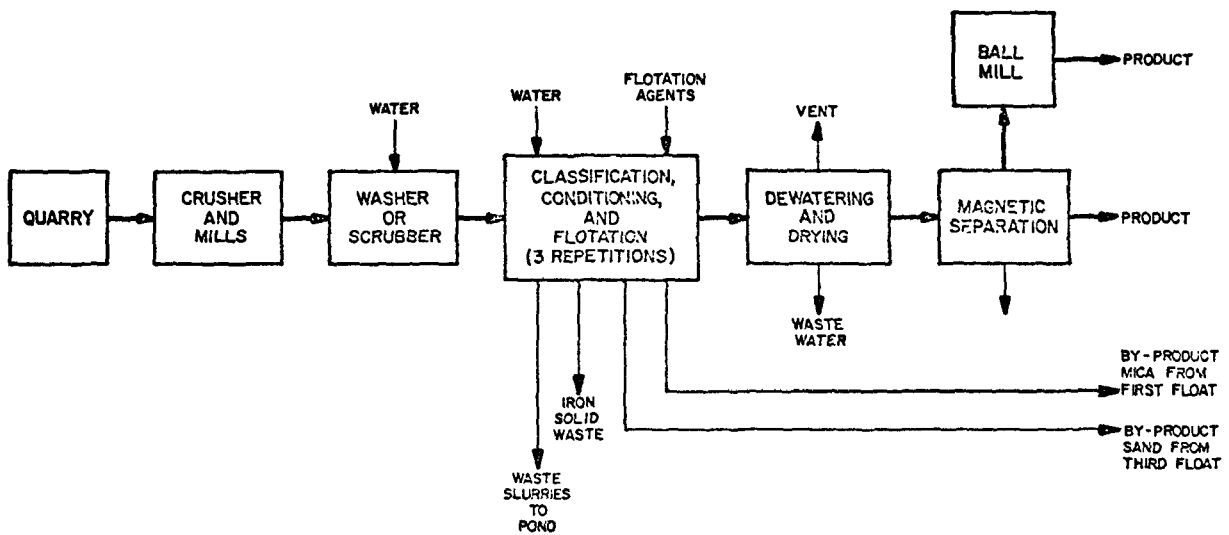 BALL
MILL
PRODUCT
FLOTATION
AGENTS
WATER
WATER
VENT
QUARRY
CRUSHER
AND
MILLS
WASHER
OR
SCRUBBER
CLASSIFICATION,
CONDITIONING,
AND
FLOTATION
(3 REPETITIONS)
DEWATERING AND
DRYING
MAGNETIC
SEPARATION
PRODUCT
WASTE
WATER
IRON
SOLID
WASTE
WASTE
SLURRIES
TO
POND
BY-PRODUCT
MICA FROM
FIRST FLOAT
BY-PRODUCT
SAND FROM
THIRD FLOAT